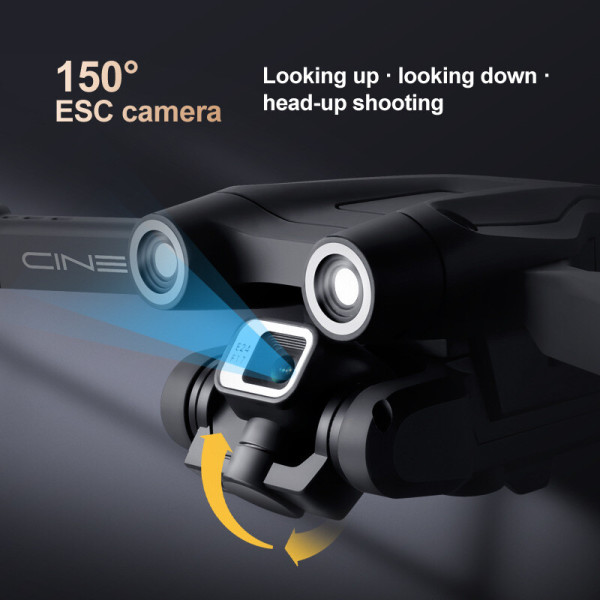 150°
ESC camera
Looking up · looking down ·
head-up shooting
CINE